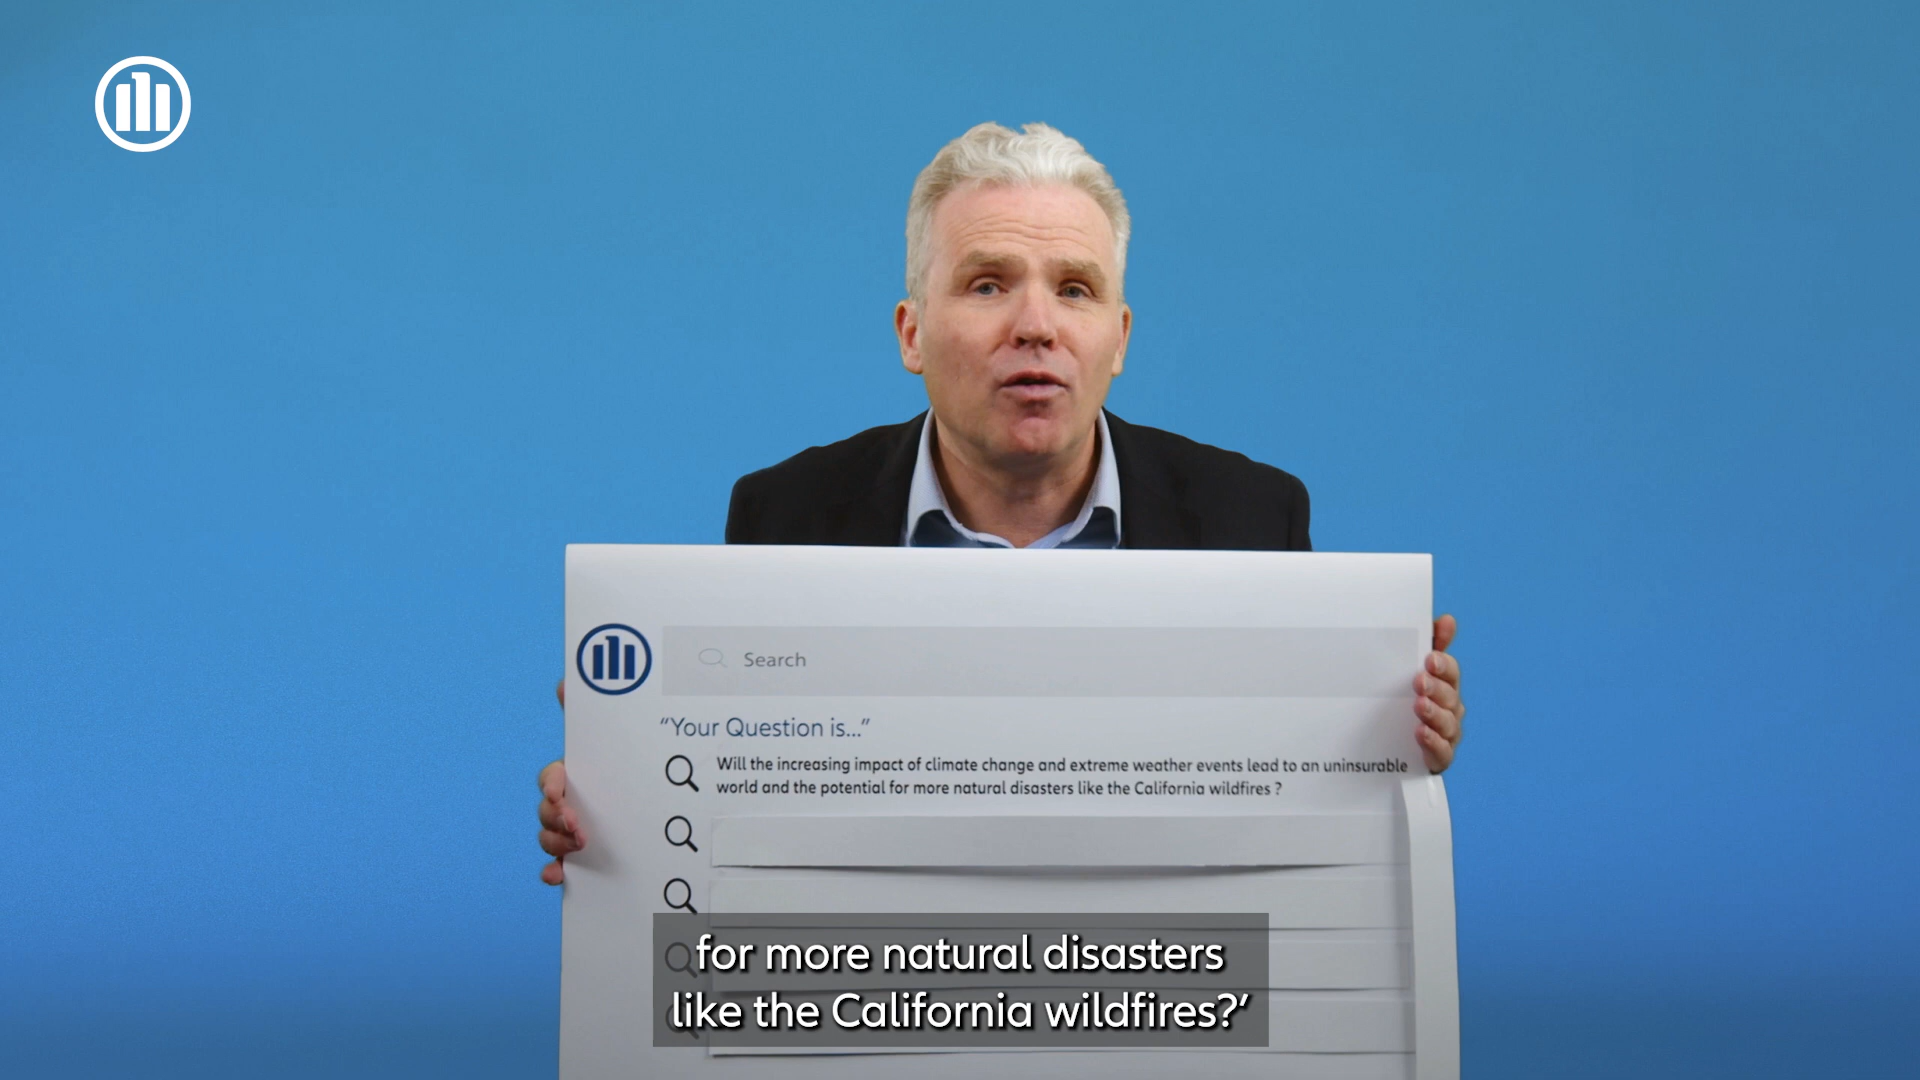 Search
“Your Question is...”
Will the increasing impact of climate change and extreme weather events lead to an uninsurable
world and the potential for more natural disasters like the California wildfires ?
for more natural disasters
like the California wildfires?’